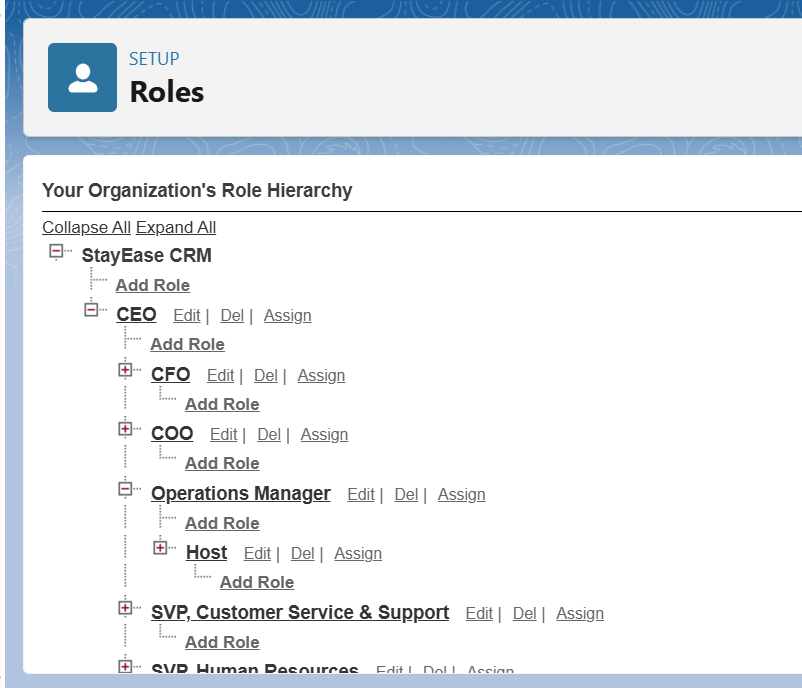 SETUP
Roles
Your Organization's Role Hierarchy
Collapse All Expand All
StayEase CRM
Add Role
CEO Edit | Del | Assign
Add Role
CFO Edit | Del | Assign
Add Role
COO Edit | Del | Assign
Add Role
Operations Manager Edit | Del | Assign
Add Role
Host Edit | Del | Assign
Add Role
SVP, Customer Service & Support Edit | Del | Assign
Add Role
SVP, Human Resources Edit | Del | Assign